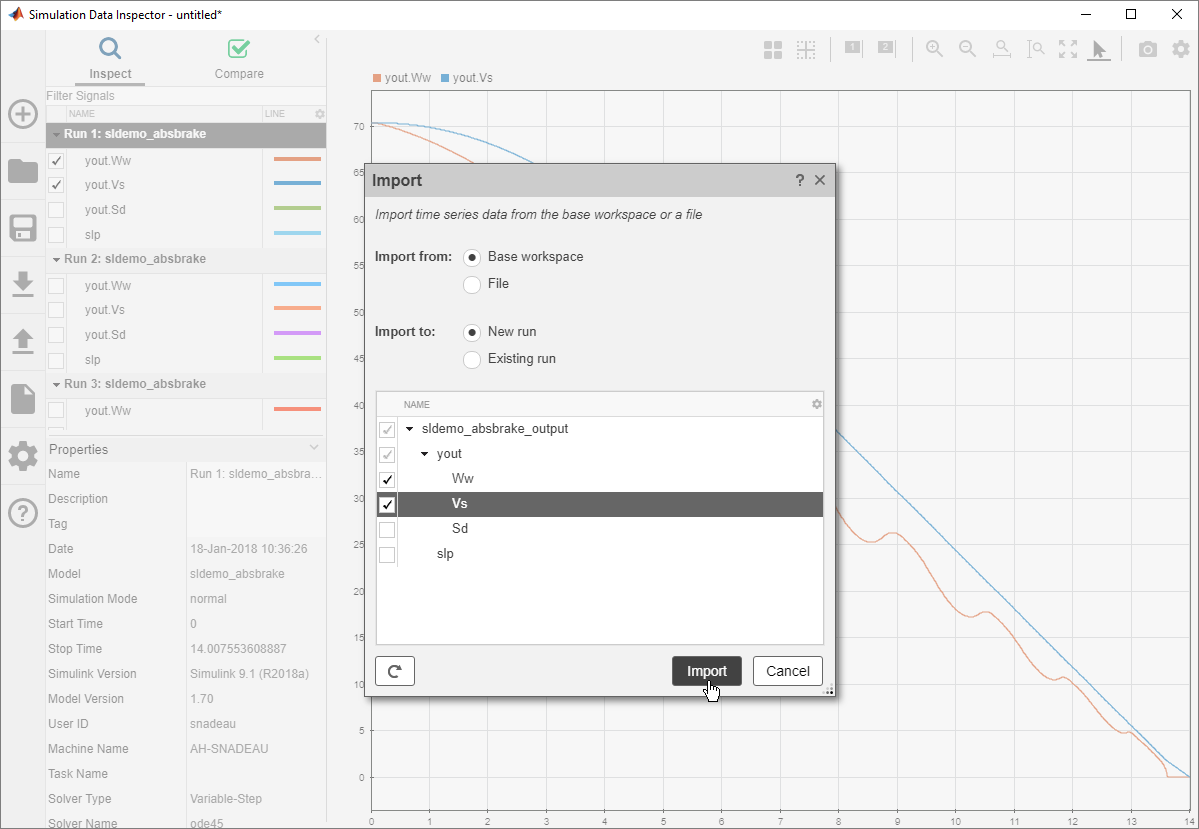 Simulation Data Inspector - untitled*
Inspect
Compare
Filter Signals
NAME LINE
Run 1: sldemo_absbrake
yout.Ww
yout.Vs
yout.Sd
slp
Run 2: sldemo_absbrake
yout.Ww
yout.Vs
yout.Sd
slp
Run 3: sldemo_absbrake
yout.Ww
Properties
Name Run 1: sldemo_absbra...
Description
Tag
Date 18-Jan-2018 10:36:26
Model sldemo_absbrake
Simulation Mode normal
Start Time 0
Stop Time 14.007553608887
Simulink Version Simulink 9.1 (R2018a)
Model Version 1.70
User ID snadeau
Machine Name AH-SNADEAU
Task Name
Solver Type Variable-Step
Solver Name ode45
1 2
yout.Ww yout.Vs
70
65
60
55
50
45
40
35
30
25
20
15
10
5
0
0 1 2 3 4 5 6 7 8 9 10 11 12 13 14
Import ?
Import time series data from the base workspace or a file
Import from: Base workspace
File
Import to: New run
Existing run
NAME
sldemo_absbrake_output
yout
Ww
Vs
Sd
slp
Import Cancel